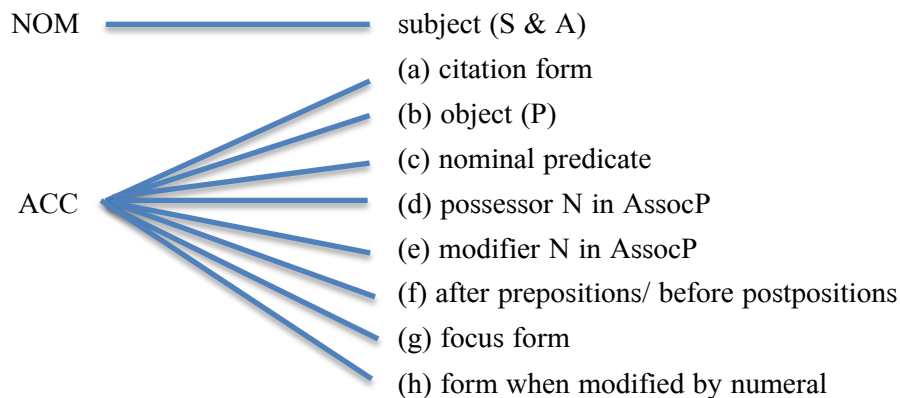 NOM subject (S & A)
(a) citation form
(b) object (P)
(c) nominal predicate
ACC (d) possessor N in AssocP
(e) modifier N in AssocP
(f) after prepositions/ before postpositions
(g) focus form
(h) form when modified by numeral